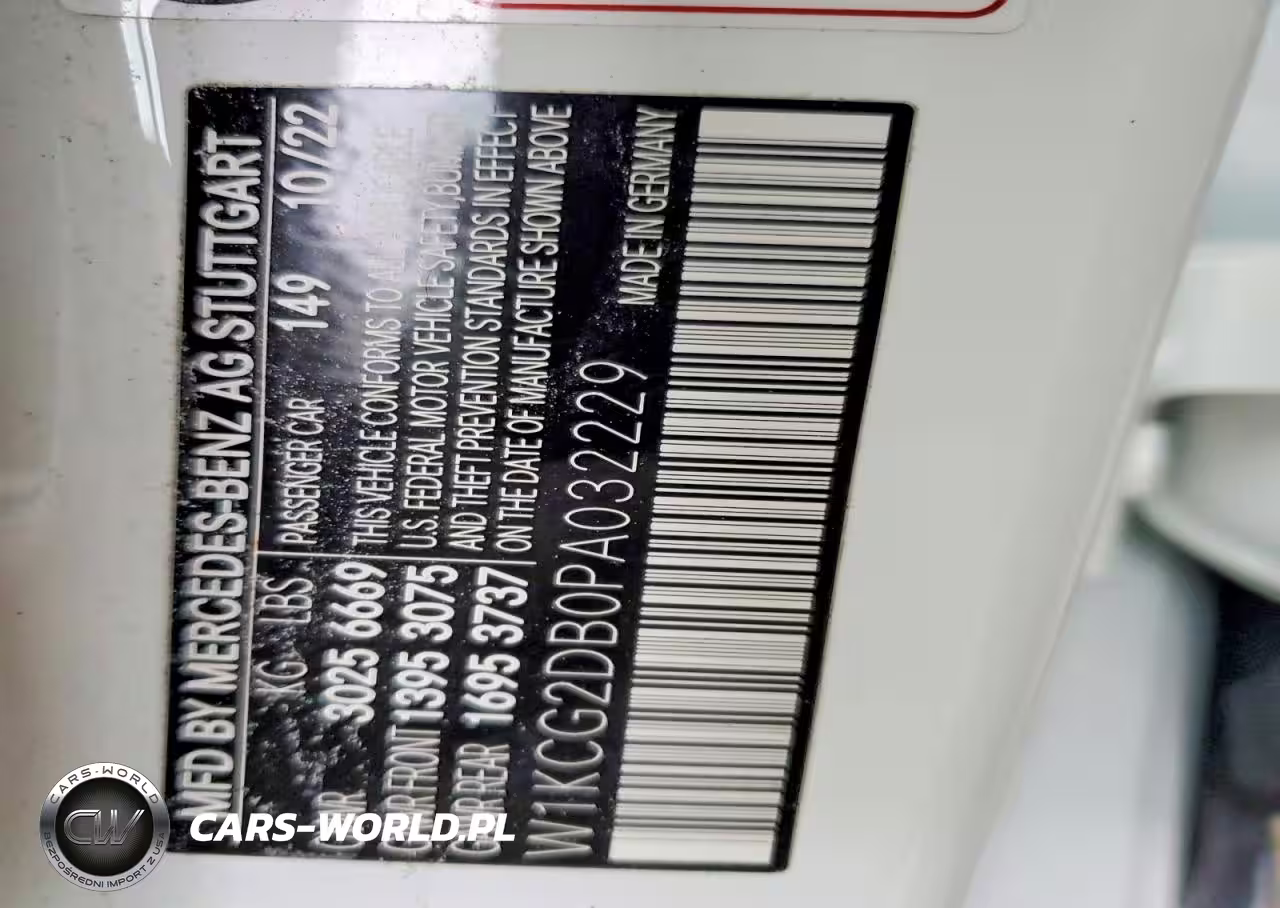 MFD BY MERCEDES-BENZ AG STUTTGART
KG LBS
3025 6669
FRONT 1395 3075
REAR 1695 3737
PASSENGER CAR 149 10/22
THIS VEHICLE CONFORMS TO ALL
U.S. FEDERAL MOTOR VEHICLE SAFETY,
AND THEFT PREVENTION STANDARDS IN EFFECT
ON THE DATE OF MANUFACTURE SHOWN ABOVE
W1KCG2DB0PA032229
MADE IN GERMANY
CARS-WORLD
CW
BEZPOŚREDNI IMPORT Z USA
CARS-WORLD.PL